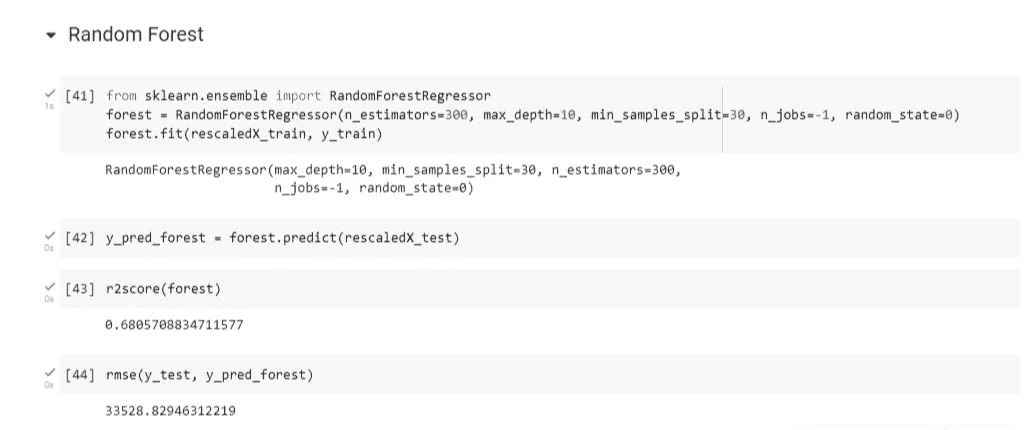 Random Forest
1s
[41] from sklearn.ensemble import RandomForestRegressor
forest = RandomForestRegressor(n_estimators=300, max_depth=10, min_samples_split=30, n_jobs=-1, random_state=0)
forest.fit(rescaledX_train, y_train)
RandomForestRegressor(max_depth=10, min_samples_split=30, n_estimators=300,
n_jobs=-1, random_state=0)
[42] y_pred_forest = forest.predict(rescaledX_test)
0s
[43] r2score(forest)
0s
0.6805708834711577
[44] rmse(y_test, y_pred_forest)
0s
33528.82946312219